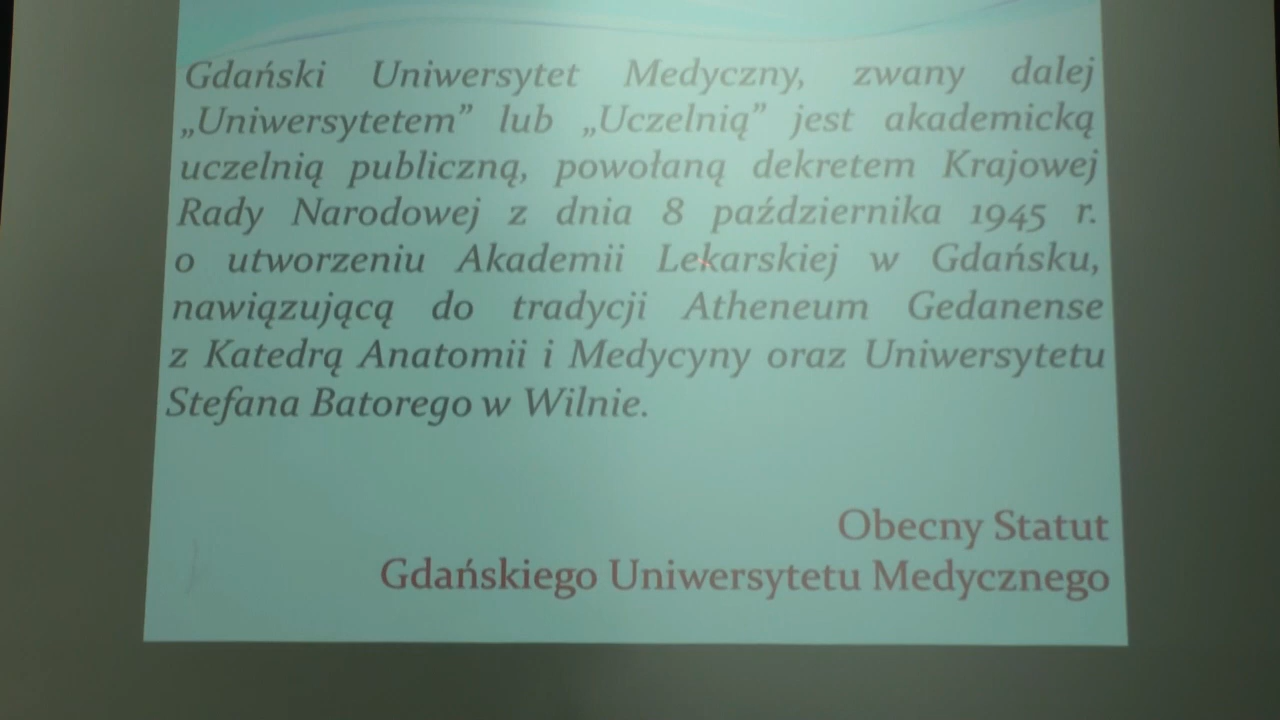 Gdański Uniwersytet Medyczny, zwany dalej
„Uniwersytetem” lub „Uczelnią” jest akademicką
uczelnią publiczną, powołaną dekretem Krajowej
Rady Narodowej z dnia 8 października 1945 r.
o utworzeniu Akademii Lekarskiej w Gdańsku,
nawiązującą do tradycji Atheneum Gedanense
z Katedrą Anatomii i Medycyny oraz Uniwersytetu
Stefana Batorego w Wilnie.
Obecny Statut
Gdańskiego Uniwersytetu Medycznego